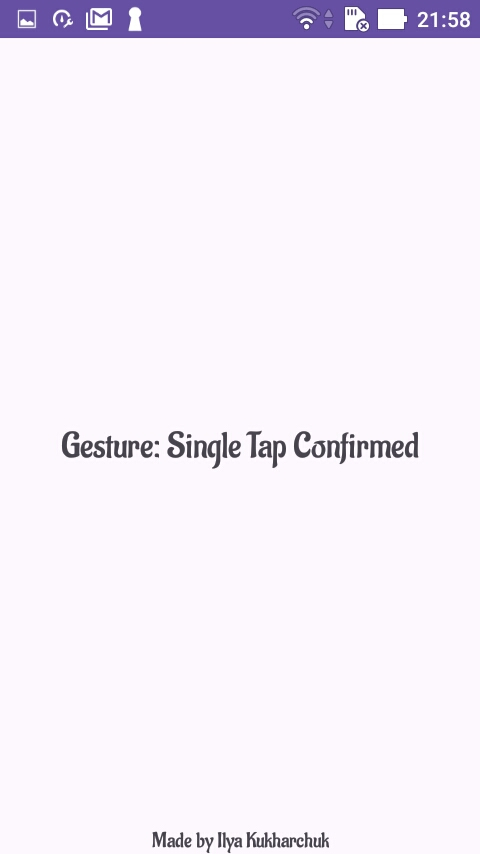 21:58
Gesture: Single Tap Confirmed
Made by Ilya Kukharchuk